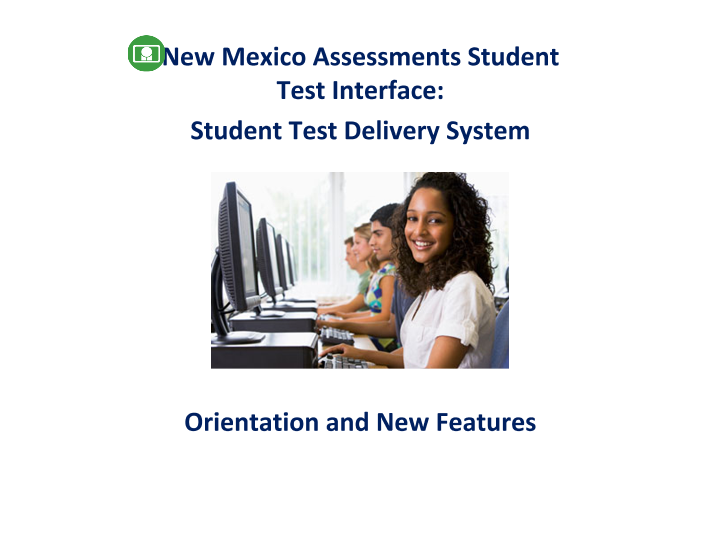 New Mexico Assessments Student
Test Interface:
Student Test Delivery System
Orientation and New Features